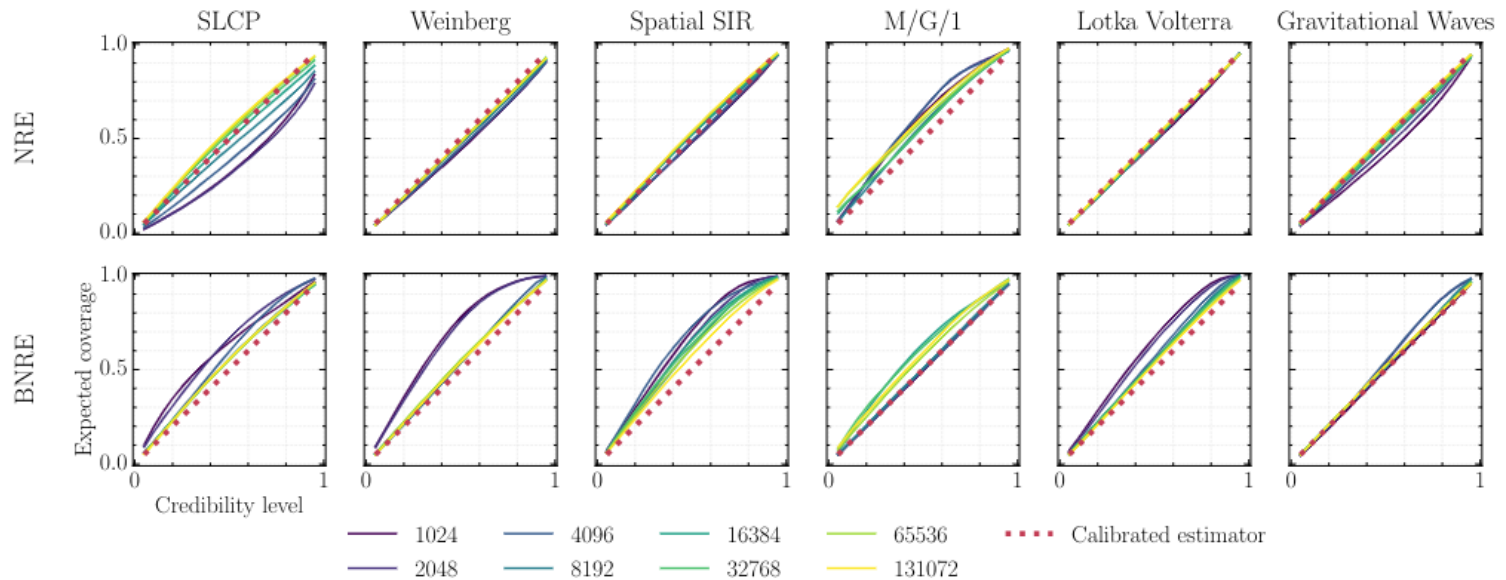 SLCP Weinberg Spatial SIR M/G/1 Lotka Volterra Gravitational Waves
NRE
1.0
0.5
0.0
BNRE
Expected coverage
1.0
0.5
0.0
0 1 0 1 0 1 0 1 0 1 0 1
Credibility level
1024 4096 16384 65536 Calibrated estimator
2048 8192 32768 131072